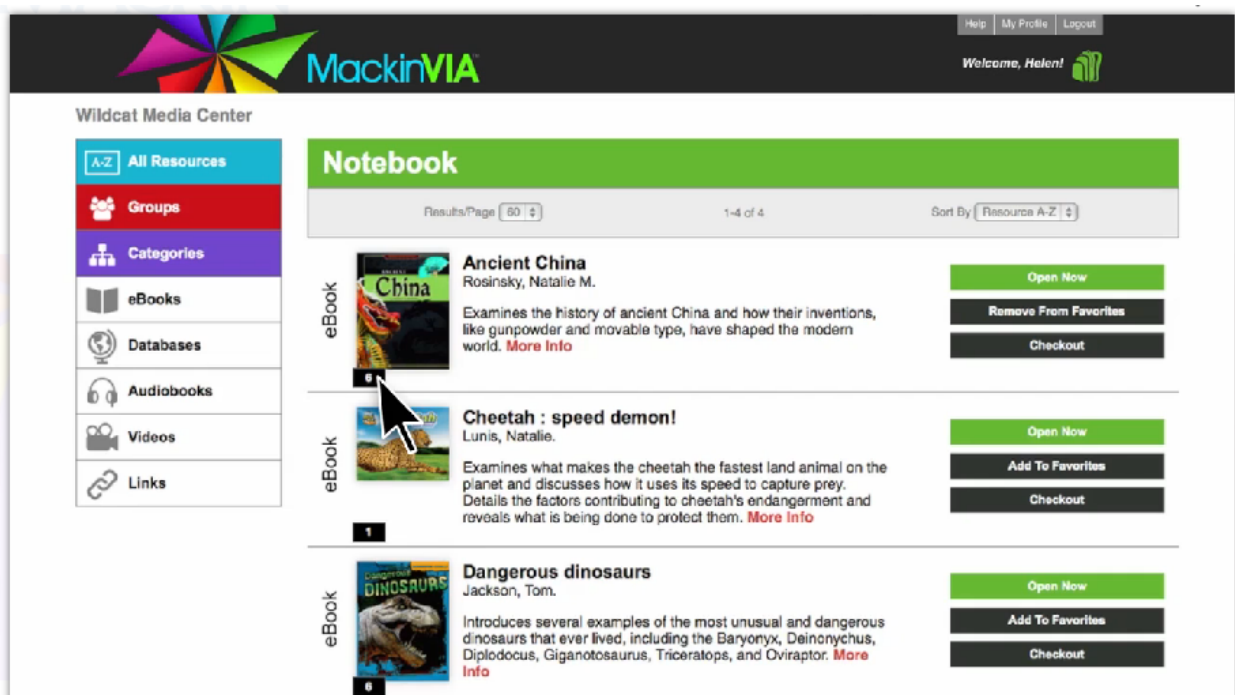 Help My Profile Logout
MackinVIA
Welcome, Helen!
Wildcat Media Center
A-Z All Resources
Groups
Categories
eBooks
Databases
Audiobooks
Videos
Links
Notebook
Results/Page 60 1-4 of 4 Sort By Resource A-Z
eBook
China
6
Ancient China
Rosinsky, Natalie M.
Examines the history of ancient China and how their inventions,
like gunpowder and movable type, have shaped the modern
world. More Info
Open Now
Remove From Favorites
Checkout
eBook
1
Cheetah : speed demon!
Lunis, Natalie.
Examines what makes the cheetah the fastest land animal on the
planet and discusses how it uses its speed to capture prey.
Details the factors contributing to cheetah's endangerment and
reveals what is being done to protect them. More Info
Open Now
Add To Favorites
Checkout
eBook
DANGEROUS
DINOSAURS
6
Dangerous dinosaurs
Jackson, Tom.
Introduces several examples of the most unusual and dangerous
dinosaurs that ever lived, including the Baryonyx, Deinonychus,
Diplodocus, Giganotosaurus, Triceratops, and Oviraptor. More
Info
Open Now
Add To Favorites
Checkout